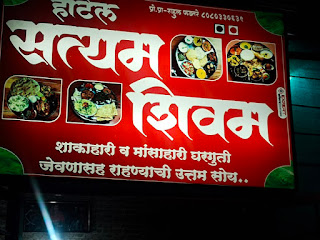 हॉटेल
सत्यम
शिवम
शाकाहारी व मांसाहारी घरगुती
जेवणासह राहण्याची उत्तम सोय..